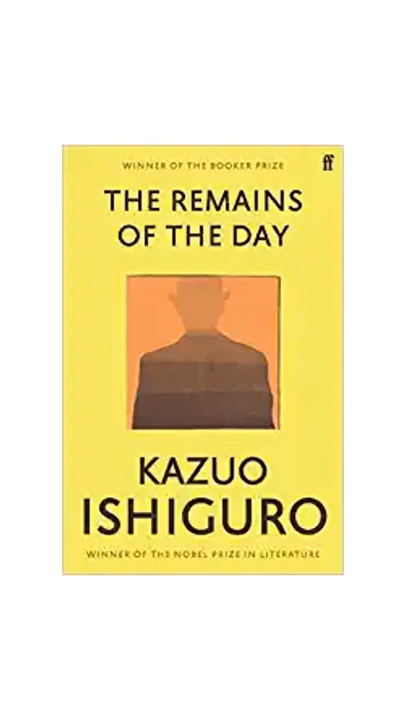 WINNER OF THE BOOKER PRIZE
ff
THE REMAINS
OF THE DAY
KAZUO
ISHIGURO
WINNER OF THE NOBEL PRIZE IN LITERATURE